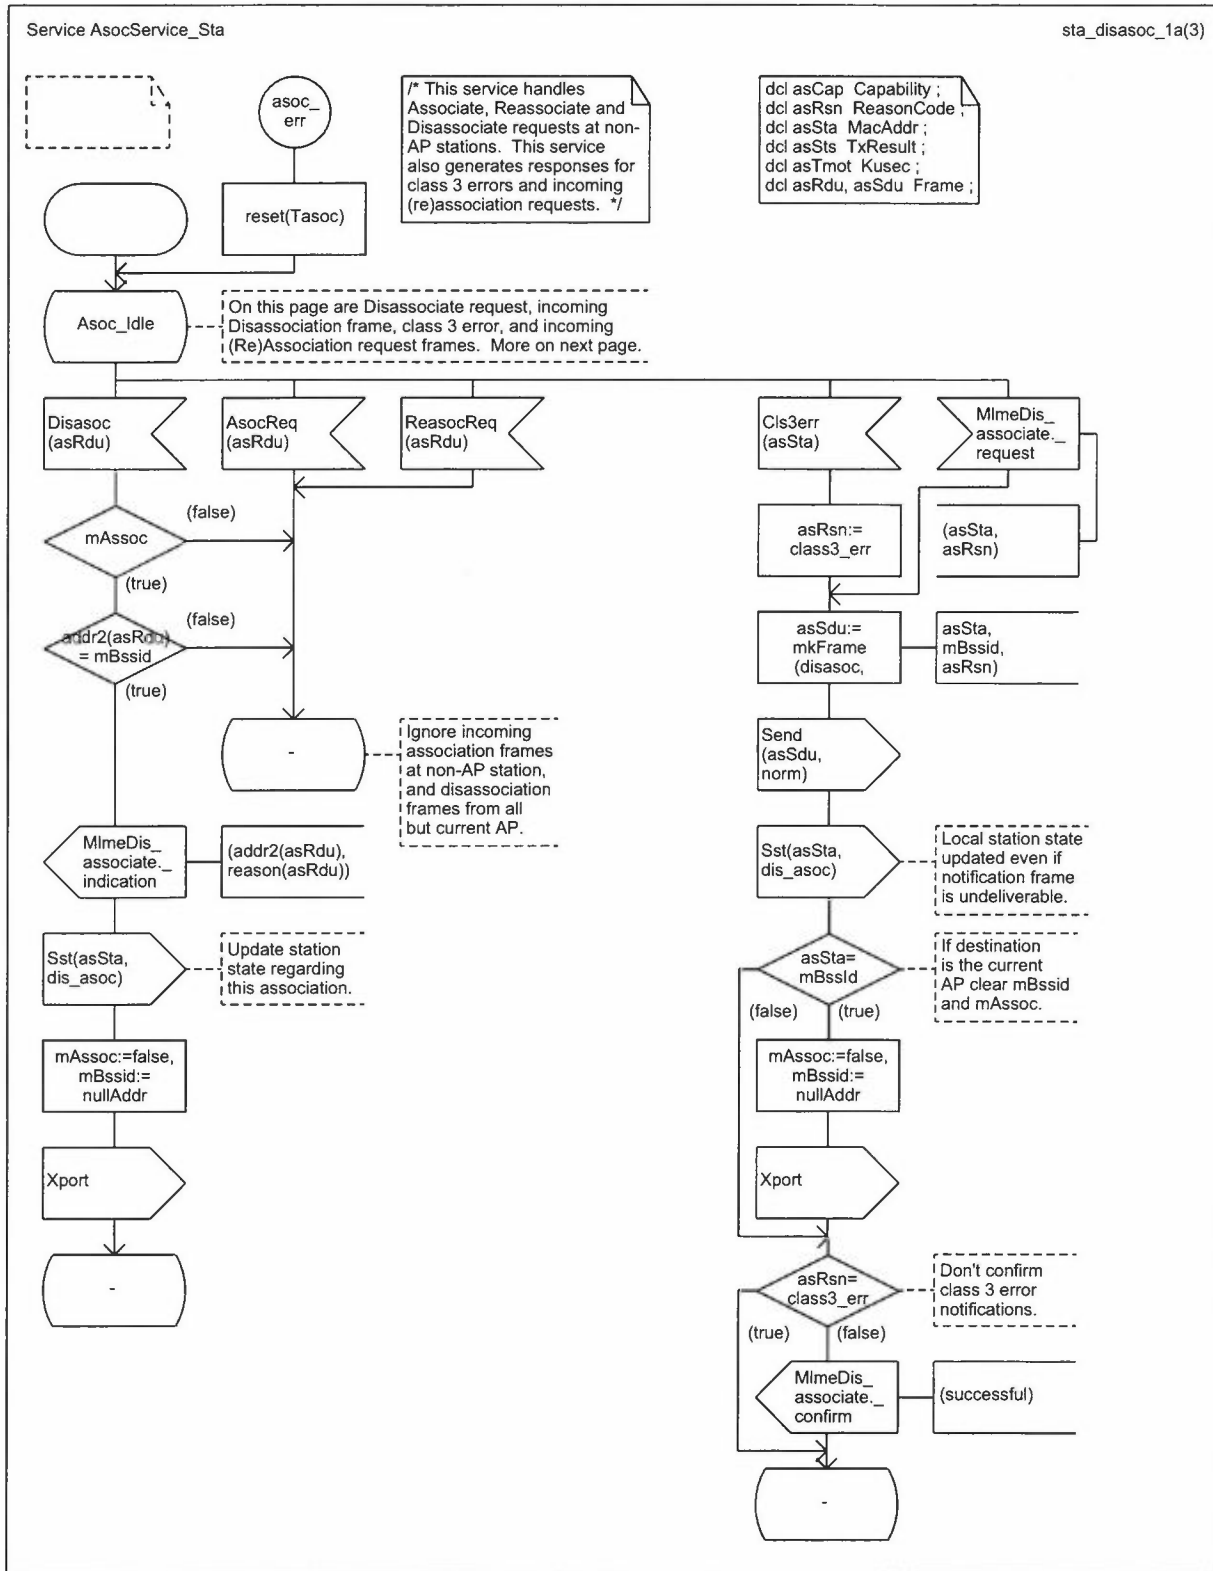 Service AsocService_Sta
sta_disasoc_1a(3)
asoc_
err
/* This service handles
Associate, Reassociate and
Disassociate requests at non-
AP stations. This service
also generates responses for
class 3 errors and incoming
(re)association requests. */
dcl asCap Capability ;
dcl asRsn ReasonCode ;
dcl asSta MacAddr ;
dcl asSts TxResult ;
dcl asTmot Kusec ;
dcl asRdu, asSdu Frame ;
reset(Tasoc)
Asoc_Idle
On this page are Disassociate request, incoming
Disassociation frame, class 3 error, and incoming
(Re)Association request frames. More on next page.
Disasoc
(asRdu)
AsocReq
(asRdu)
ReasocReq
(asRdu)
Cls3err
(asSta)
MlmeDis_
associate._
request
mAssoc
(false)
(true)
asRsn:=
class3_err
(asSta,
asRsn)
addr2(asRdu)
= mBssid
(false)
(true)
asSdu:=
mkFrame
(disasoc,
asSta,
mBssid,
asRsn)
-
Ignore incoming
association frames
at non-AP station,
and disassociation
frames from all
but current AP.
Send
(asSdu,
norm)
MlmeDis_
associate._
indication
(addr2(asRdu),
reason(asRdu))
Sst(asSta,
dis_asoc)
Local station state
updated even if
notification frame
is undeliverable.
Sst(asSta,
dis_asoc)
Update station
state regarding
this association.
asSta=
mBssId
(false)
(true)
If destination
is the current
AP clear mBssid
and mAssoc.
mAssoc:=false,
mBssid:=
nullAddr
mAssoc:=false,
mBssid:=
nullAddr
Xport
Xport
-
asRsn=
class3_err
(true)
(false)
Don't confirm
class 3 error
notifications.
MlmeDis_
associate._
confirm
(successful)
-